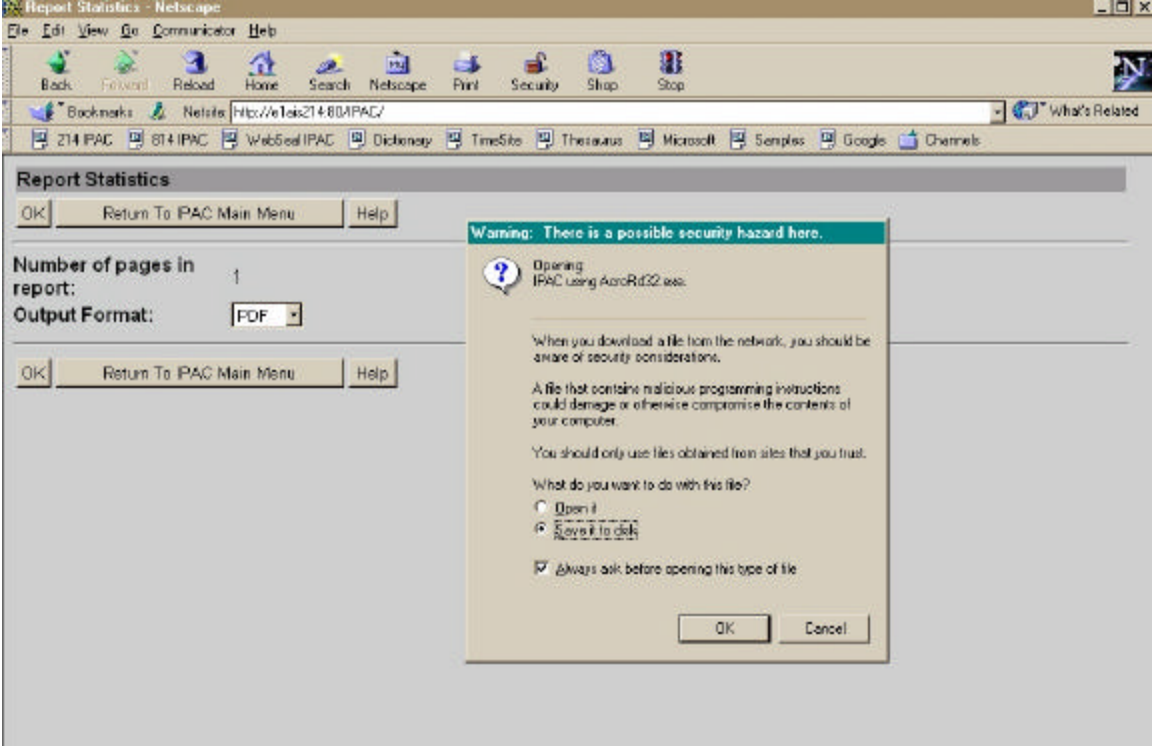 Report Statistics - Netscape
File Edit View Go Communicator Help
Back Forward Reload Home Search Netscape Print Security Shop Stop
Bookmarks Netsite: http://e1ais214:80/IPAC/ What's Related
214 IPAC 614 IPAC WebSeal IPAC Dictionary TimeSite Thesaurus Microsoft Samples Google Channels
Report Statistics
OK Return To IPAC Main Menu Help
Number of pages in
report:
1
Output Format: PDF
OK Return To IPAC Main Menu Help
Warning: There is a possible security hazard here.
Opening:
IPAC using AcroRd32.exe.
When you download a file from the network, you should be
aware of security considerations.
A file that contains malicious programming instructions
could damage or otherwise compromise the contents of
your computer.
You should only use files obtained from sites that you trust.
What do you want to do with this file?
Open it
Save it to disk
Always ask before opening this type of file
OK Cancel